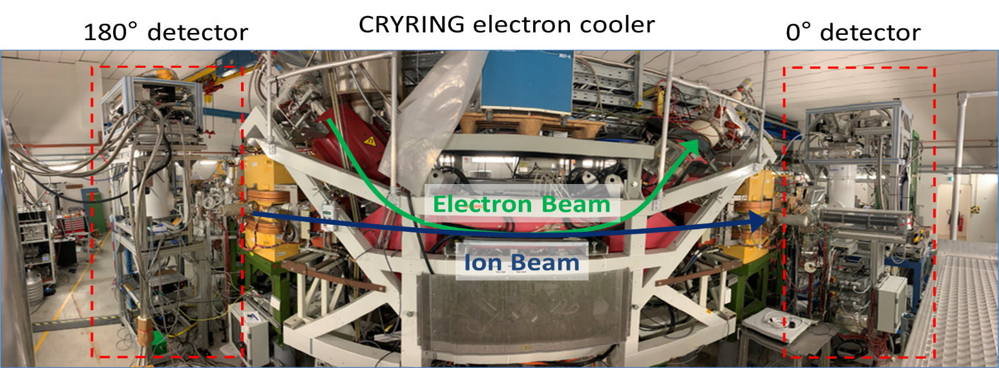 180° detector
CRYRING electron cooler
0° detector
Electron Beam
Ion Beam